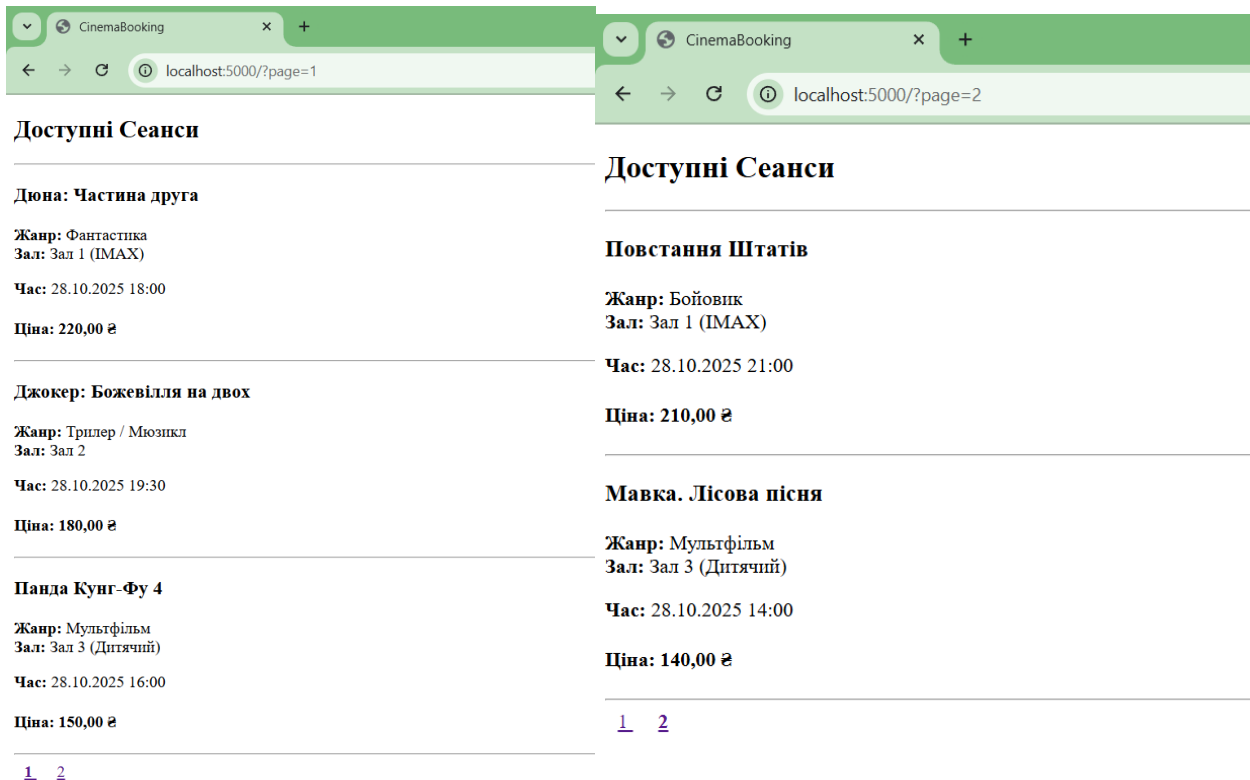 CinemaBooking
localhost:5000/?page=1
Доступні Сеанси
Дюна: Частина друга
Жанр: Фантастика
Зал: Зал 1 (IMAX)
Час: 28.10.2025 18:00
Ціна: 220,00 ₴
Джокер: Божевілля на двох
Жанр: Трилер / Мюзикл
Зал: Зал 2
Час: 28.10.2025 19:30
Ціна: 180,00 ₴
Панда Кунг-Фу 4
Жанр: Мультфільм
Зал: Зал 3 (Дитячий)
Час: 28.10.2025 16:00
Ціна: 150,00 ₴
1 2
CinemaBooking
localhost:5000/?page=2
Доступні Сеанси
Повстання Штатів
Жанр: Бойовик
Зал: Зал 1 (IMAX)
Час: 28.10.2025 21:00
Ціна: 210,00 ₴
Мавка. Лісова пісня
Жанр: Мультфільм
Зал: Зал 3 (Дитячий)
Час: 28.10.2025 14:00
Ціна: 140,00 ₴
1 2